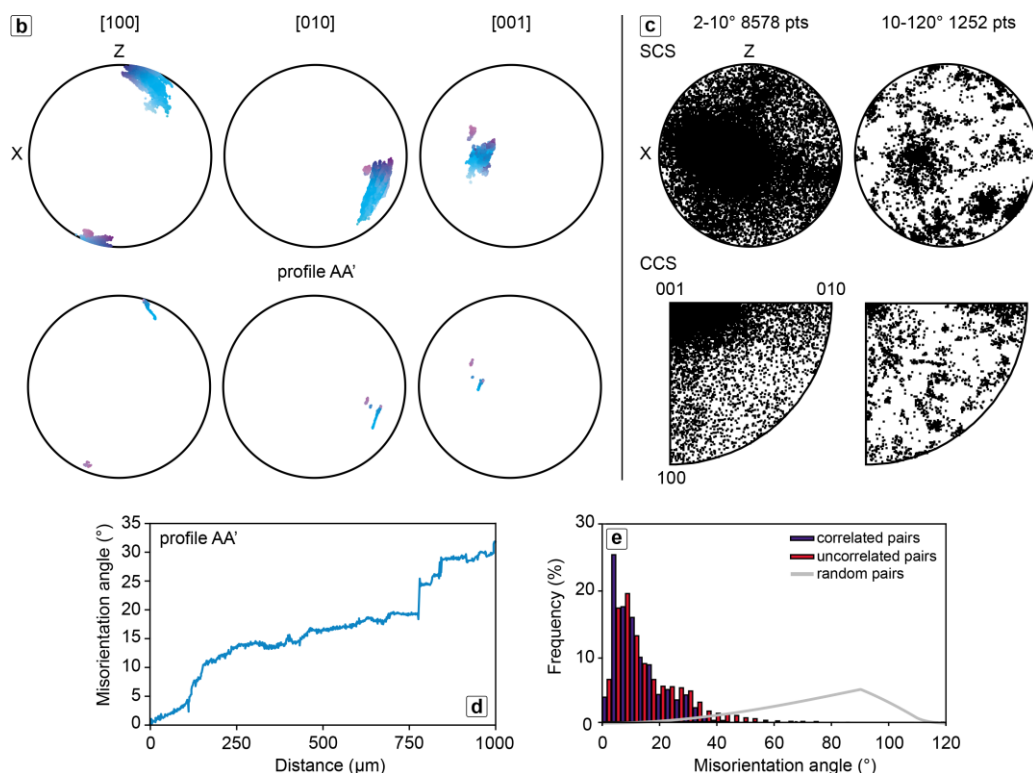 b
[100]
[010]
[001]
Z
X
profile AA'
c
2-10° 8578 pts
10-120° 1252 pts
SCS
Z
X
CCS
001
010
100
Misorientation angle (°)
35
30
25
20
15
10
5
0
profile AA'
d
0
250
500
750
1000
Distance (µm)
Frequency (%)
30
20
10
0
e
correlated pairs
uncorrelated pairs
random pairs
0
20
40
60
80
100
120
Misorientation angle (°)